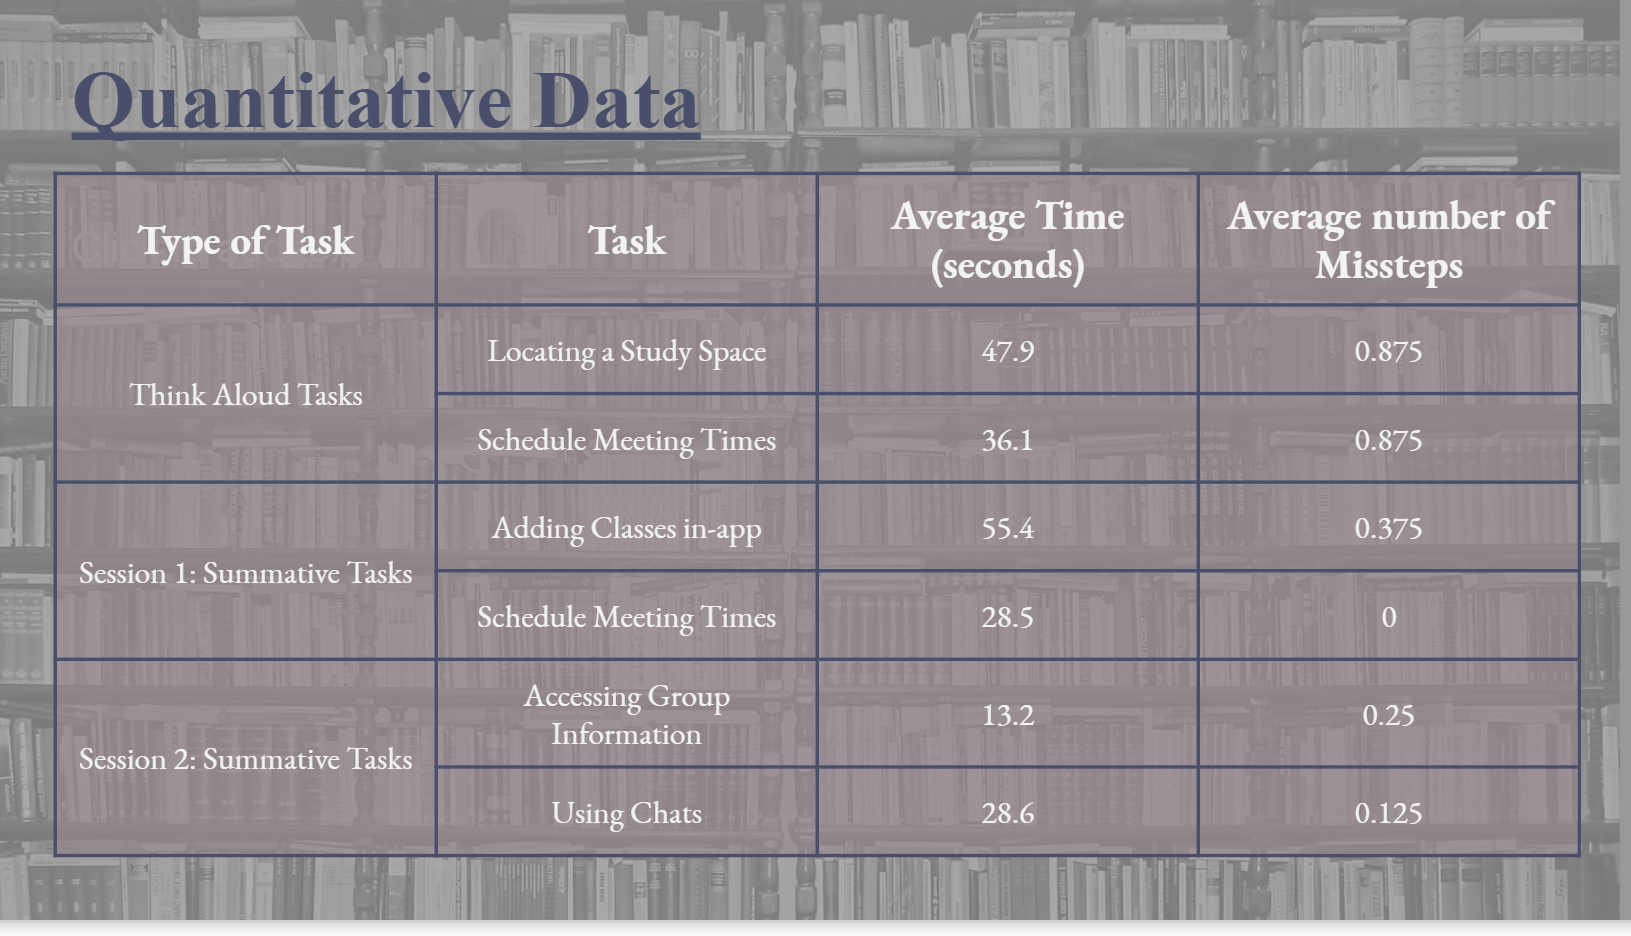 Quantitative Data
Type of Task
Task
Average Time
(seconds)
Average number of
Missteps
Think Aloud Tasks
Locating a Study Space
47.9
0.875
Schedule Meeting Times
36.1
0.875
Session 1: Summative Tasks
Adding Classes in-app
55.4
0.375
Schedule Meeting Times
28.5
0
Session 2: Summative Tasks
Accessing Group
Information
13.2
0.25
Using Chats
28.6
0.125